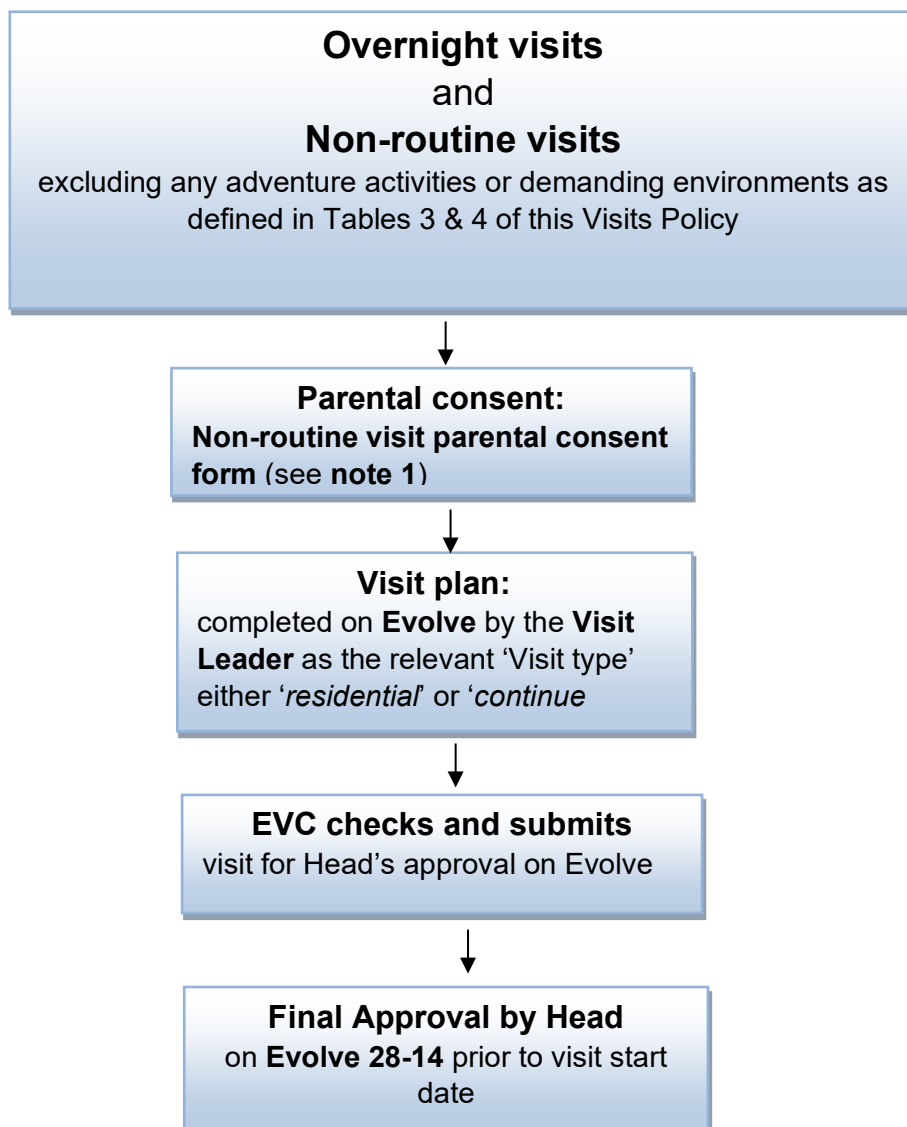 Overnight visits
and
Non-routine visits
excluding any adventure activities or demanding environments as
defined in Tables 3 & 4 of this Visits Policy
Parental consent:
Non-routine visit parental consent
form (see note 1)
Visit plan:
completed on Evolve by the Visit
Leader as the relevant ‘Visit type’
either ‘residential’ or ‘continue
EVC checks and submits
visit for Head’s approval on Evolve
Final Approval by Head
on Evolve 28-14 prior to visit start
date